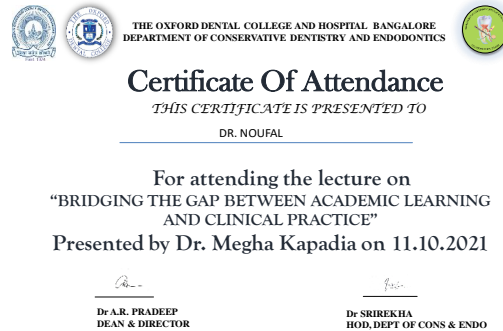 THE OXFORD DENTAL COLLEGE AND HOSPITAL BANGALORE
DEPARTMENT OF CONSERVATIVE DENTISTRY AND ENDODONTICS
Certificate Of Attendance
THIS CERTIFICATE IS PRESENTED TO
DR. NOUFAL
For attending the lecture on
“BRIDGING THE GAP BETWEEN ACADEMIC LEARNING
AND CLINICAL PRACTICE”
Presented by Dr. Megha Kapadia on 11.10.2021
Dr A.R. PRADEEP
DEAN & DIRECTOR
Dr SRIREKHA
HOD, DEPT OF CONS & ENDO